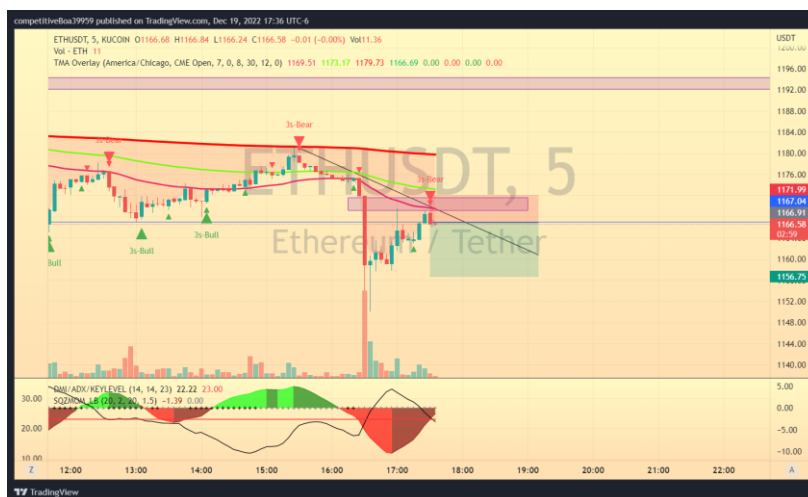 competitiveBoa39959 published on TradingView.com, Dec 19, 2022 17:36 UTC-6
ETHUSDT, 5, KUCOIN O1166.68 H1166.84 L1166.24 C1166.58 −0.01 (−0.00%) Vol11.36
USDT
Vol - ETH 11
TMA Overlay (America/Chicago, CME Open, 7, 0, 8, 30, 12, 0) 1169.51 1173.17 1179.73 1166.69 0.00 0.00 0.00 0.00
1200.00
1196.00
1192.00
1188.00
1184.00
1180.00
1176.00
1171.99
1167.04
1166.91
1166.58
02:59
1160.00
1156.75
1152.00
1148.00
1144.00
1140.00
ETHUSDT, 5
Ethereum / Tether
3s-Bear
3s-Bear
3s-Bear
Bull
3s-Bull
3s-Bull
DMI/ADX/KEYLEVEL (14, 14, 23) 22.22 23.00
SQZMOM_LB (20, 2, 20, 1.5) −1.39 0.00
30.00
20.00
10.00
5.00
0.00
−5.00
−10.00
Z
12:00
13:00
14:00
15:00
16:00
17:00
18:00
19:00
20:00
21:00
22:00
A
TradingView